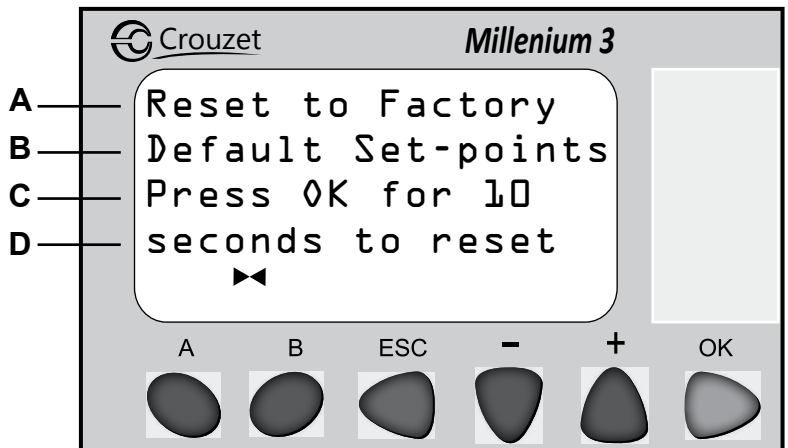 Crouzet Millenium 3
A Reset to Factory
B Default Set-points
C Press OK for 10
D seconds to reset
A B ESC - + OK